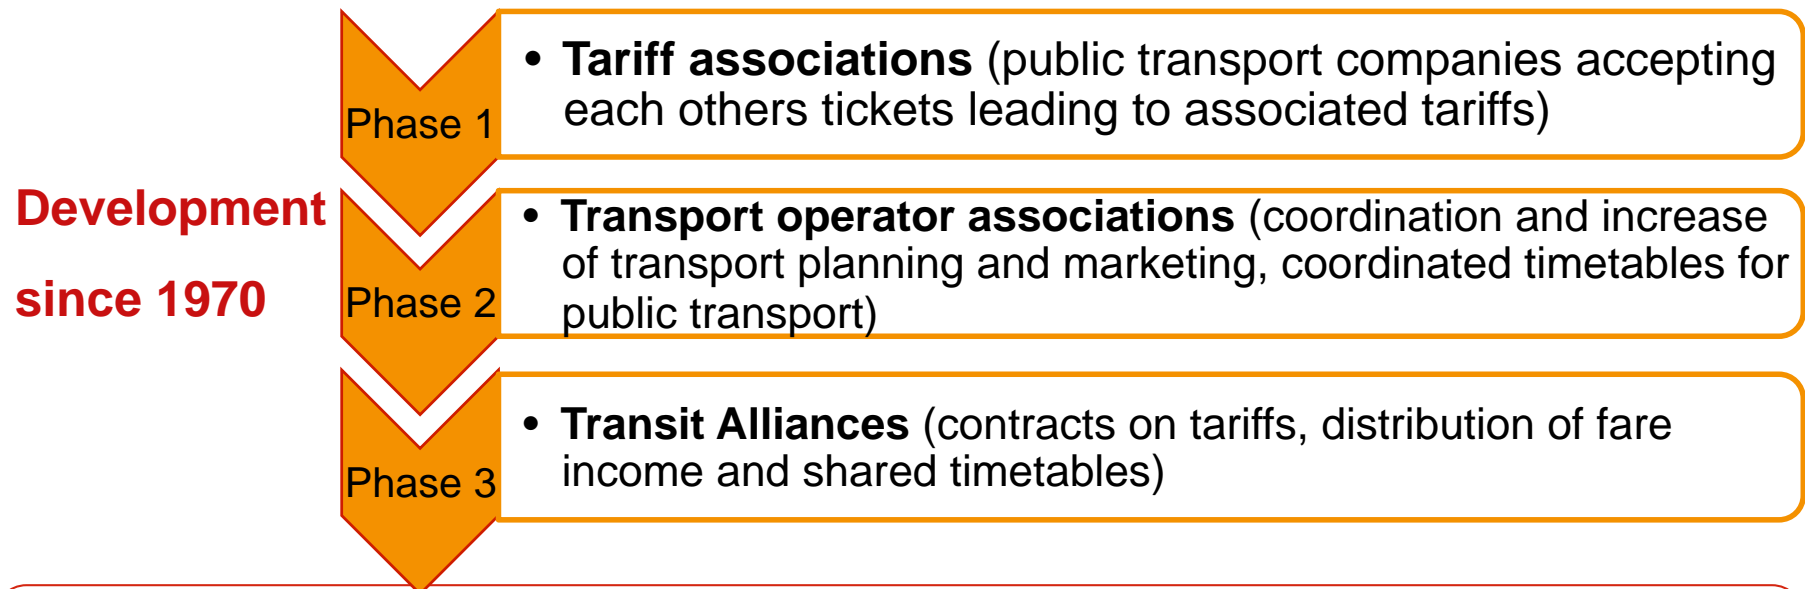 Development
since 1970
Phase 1
• Tariff associations (public transport companies accepting
each others tickets leading to associated tariffs)
Phase 2
• Transport operator associations (coordination and increase
of transport planning and marketing, coordinated timetables for
public transport)
Phase 3
• Transit Alliances (contracts on tariffs, distribution of fare
income and shared timetables)